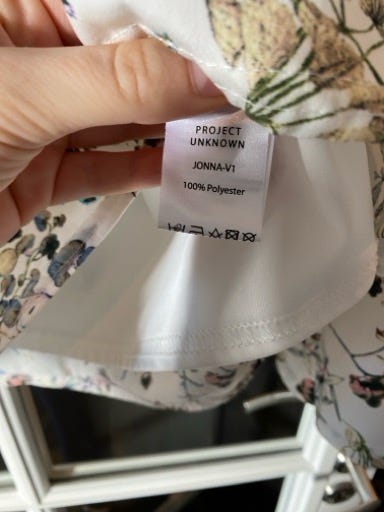 PROJECT
UNKNOWN
JONNA-V1
100% Polyester